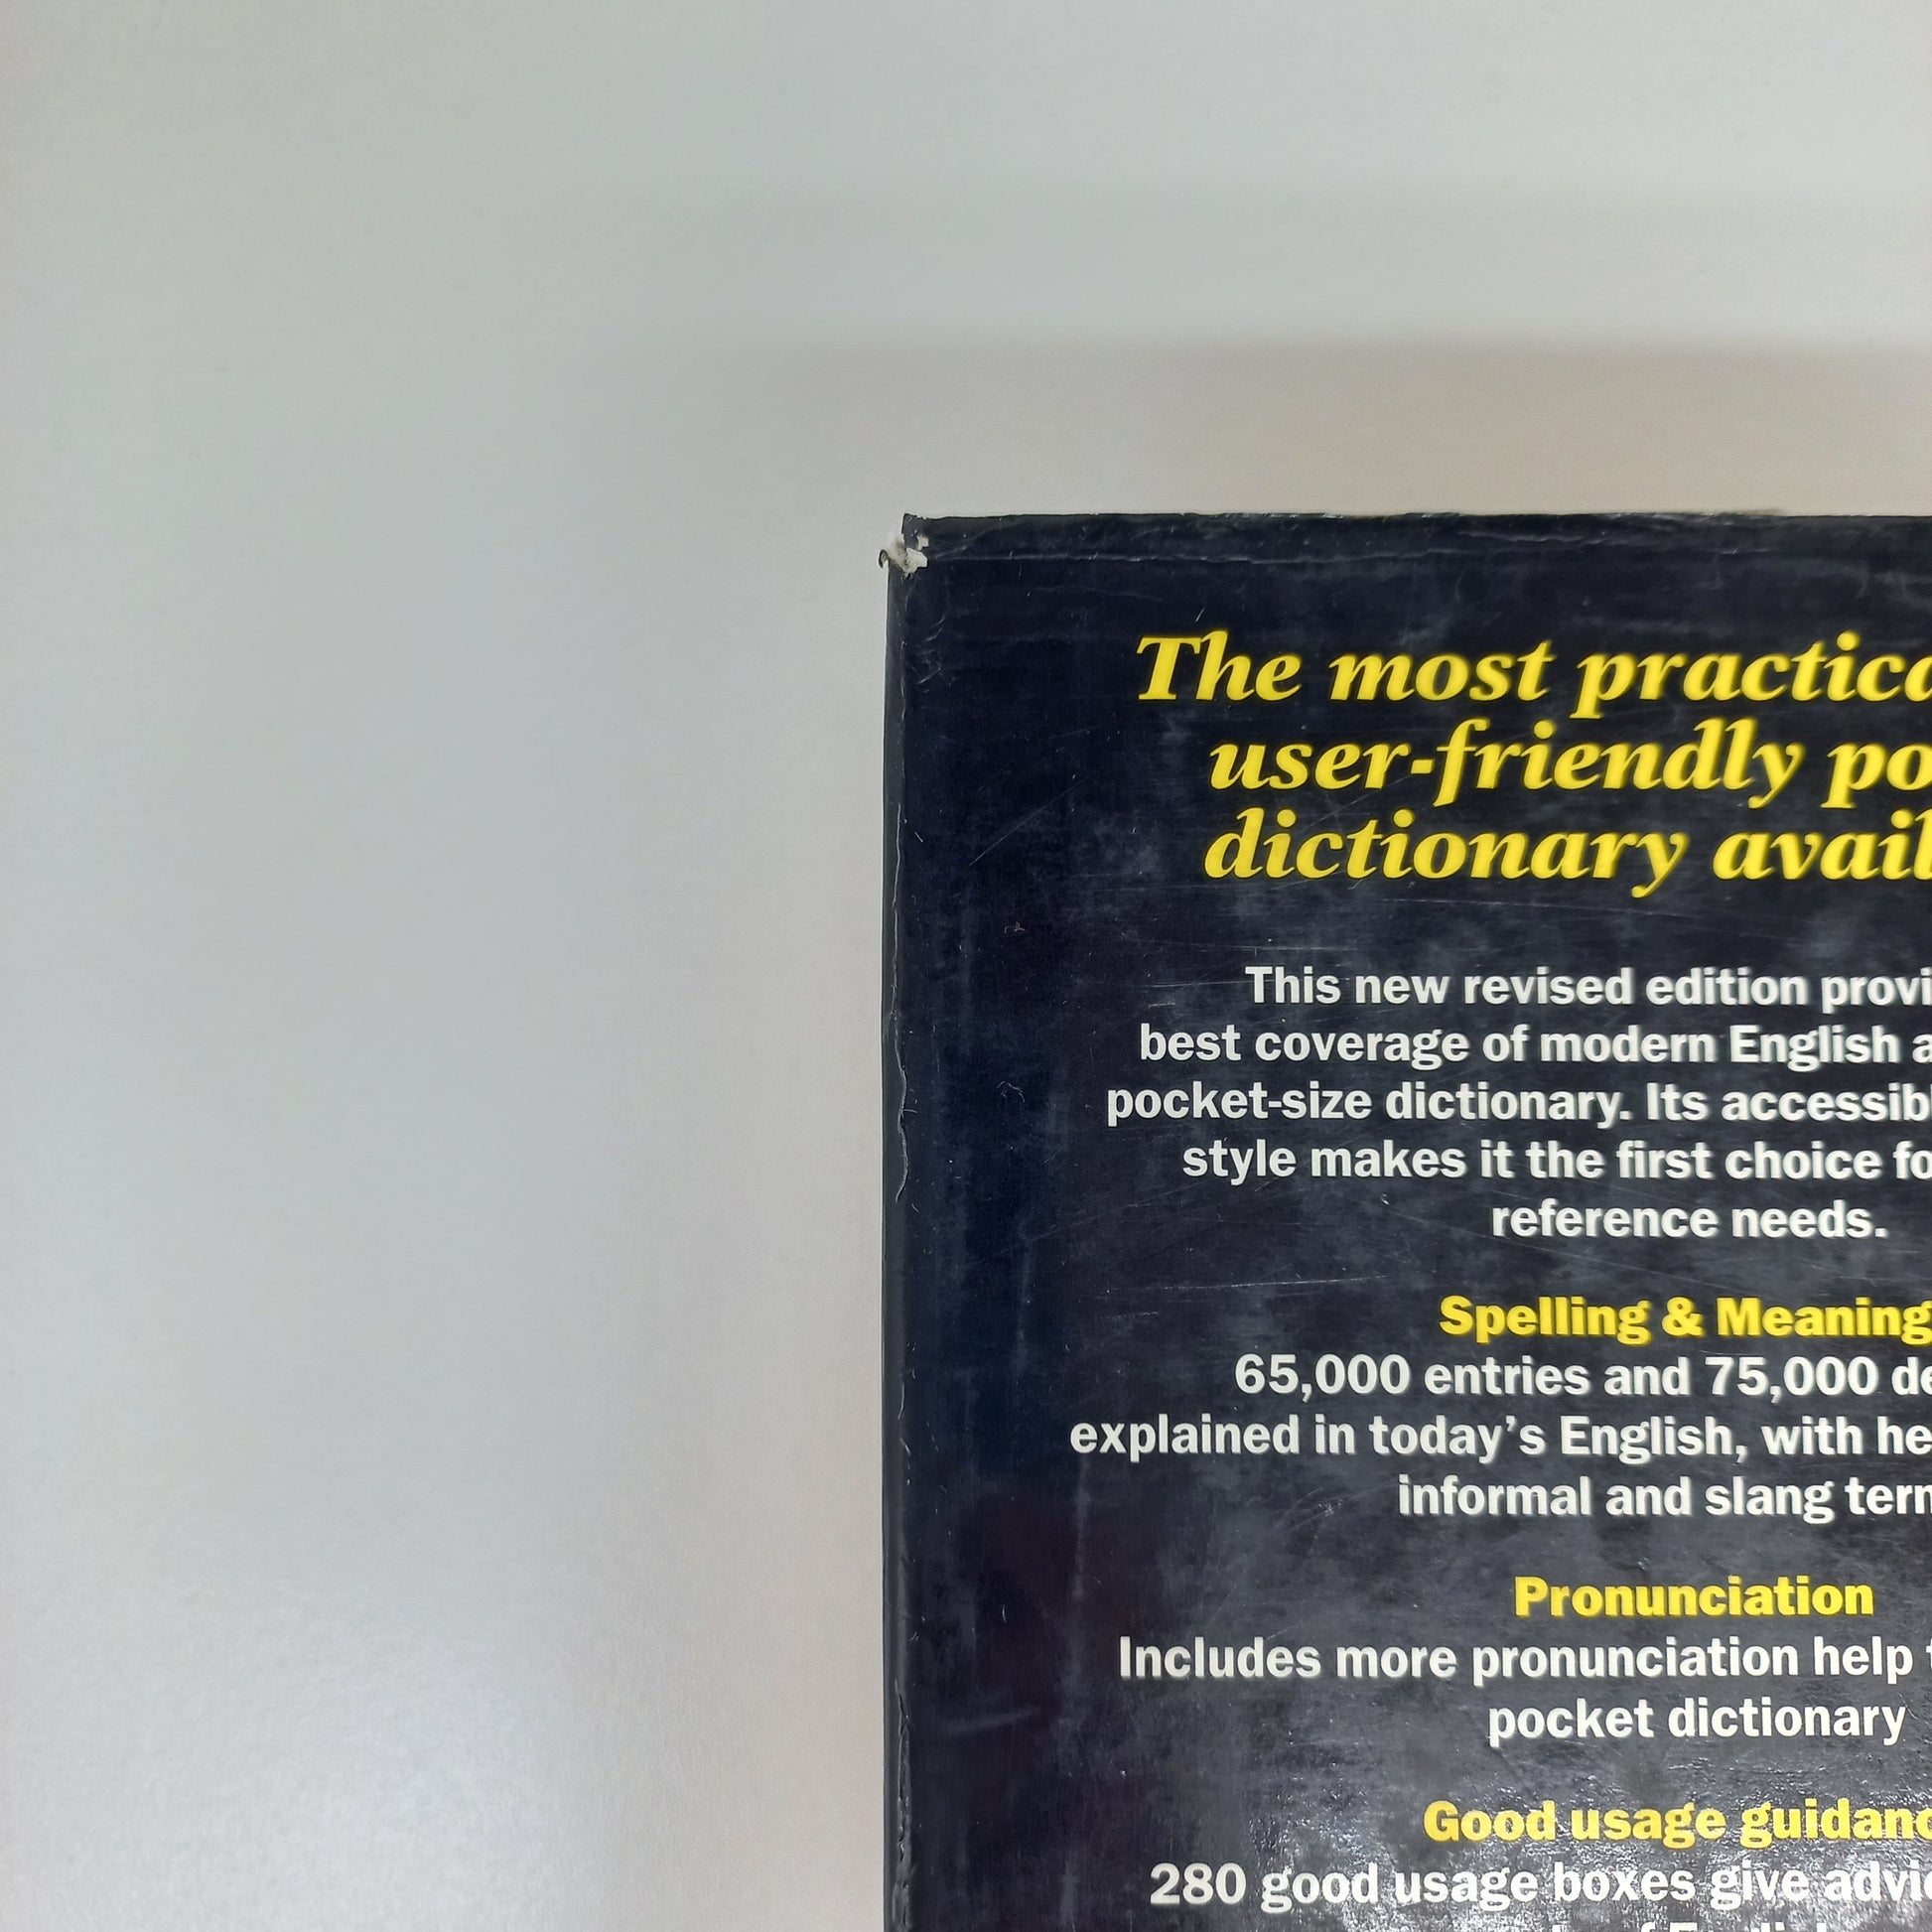 The most practica
user-friendly po
dictionary avail
This new revised edition provi
best coverage of modern English a
pocket-size dictionary. Its accessib
style makes it the first choice fo
reference needs.
Spelling & Meaning
65,000 entries and 75,000 de
explained in today’s English, with he
informal and slang term
Pronunciation
Includes more pronunciation help
pocket dictionary
Good usage guidanc
280 good usage boxes give advic